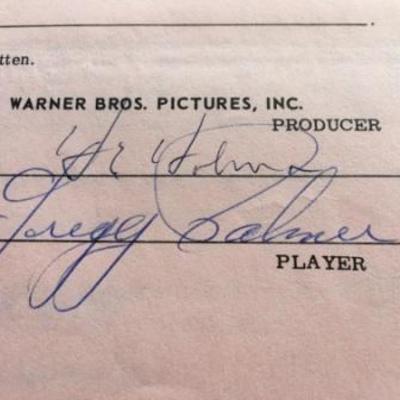 tten.
WARNER BROS. PICTURES, INC.
PRODUCER
Gregg Palmer
PLAYER